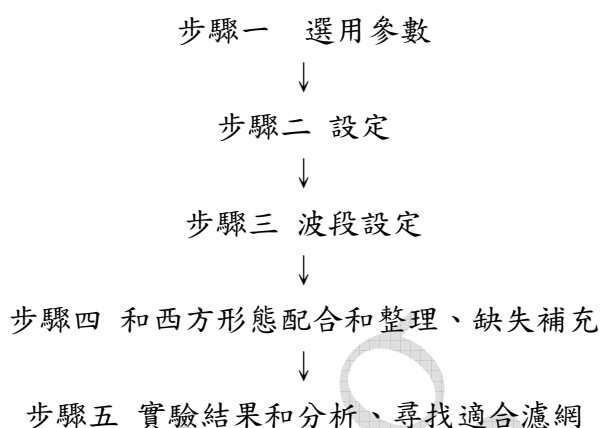 步驟一　選用參數
↓
步驟二 設定
↓
步驟三 波段設定
↓
步驟四 和西方形態配合和整理、缺失補充
↓
步驟五 實驗結果和分析、尋找適合濾網